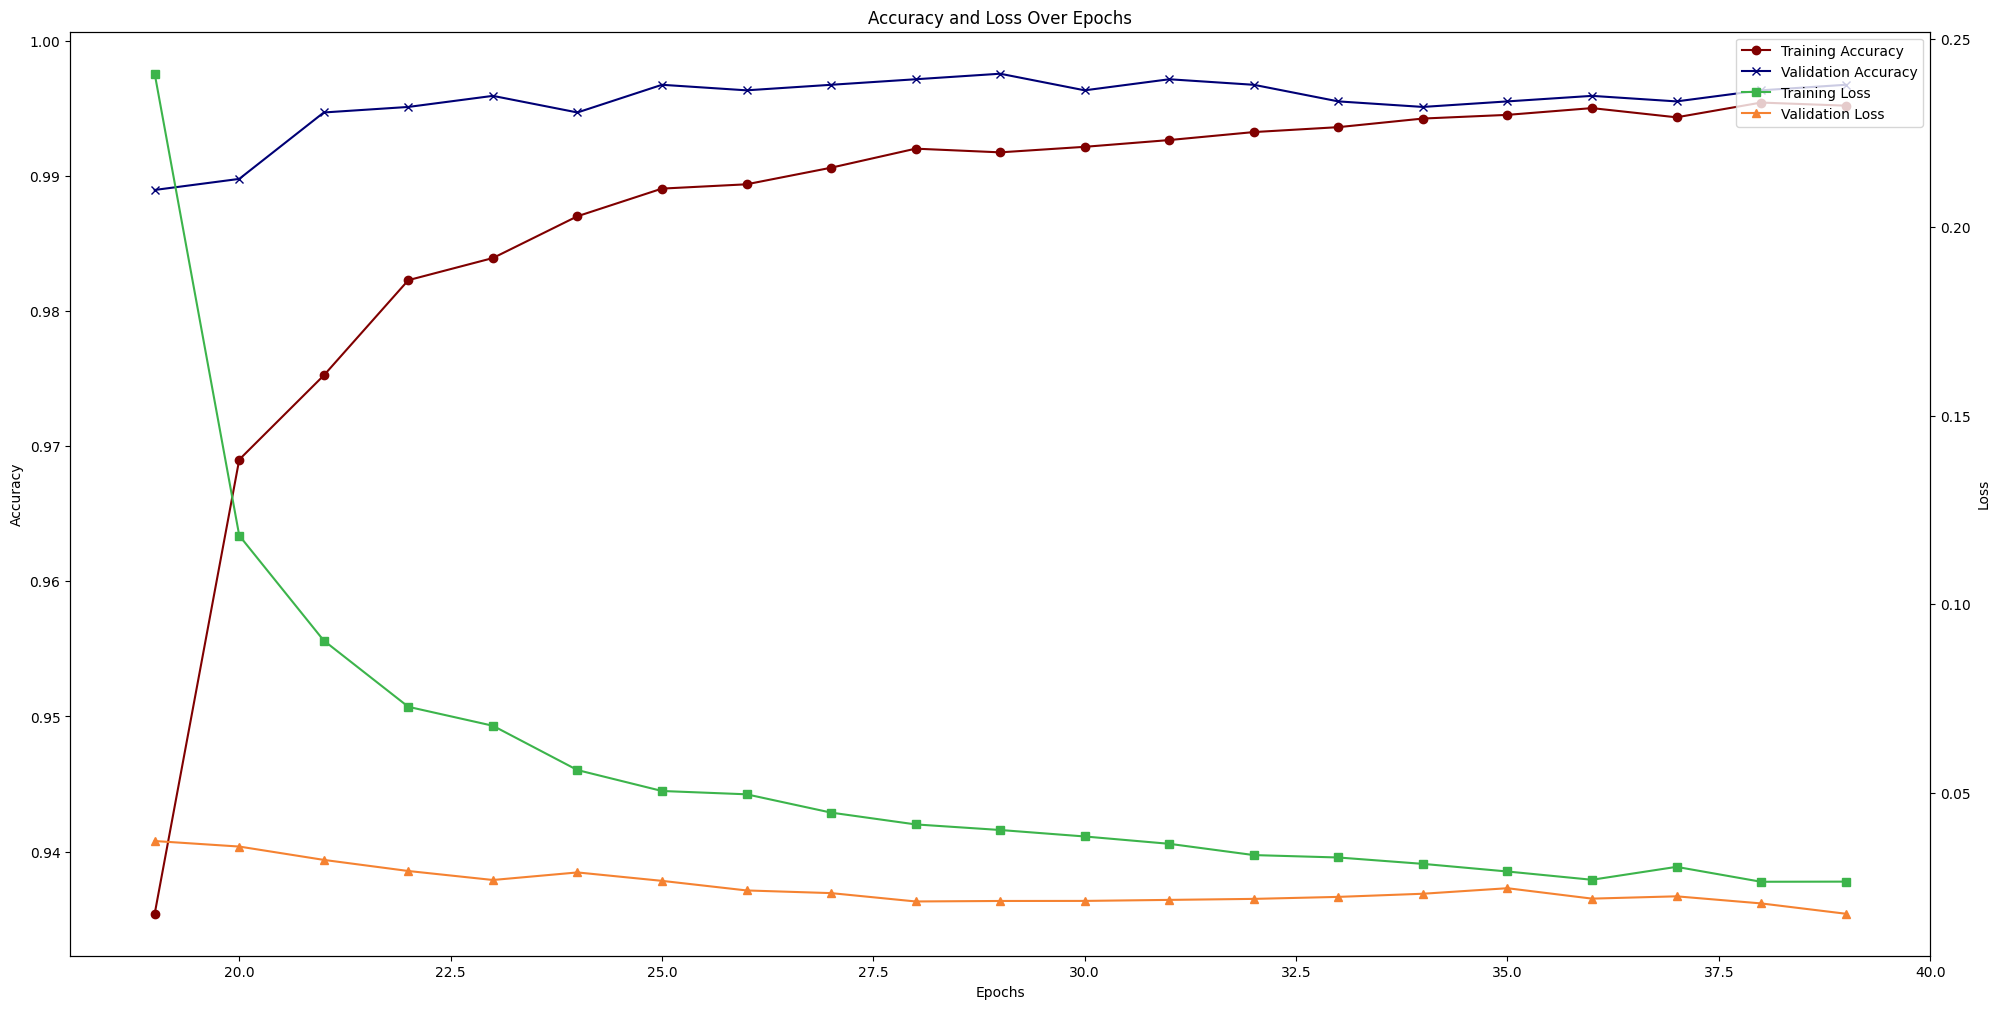 Accuracy and Loss Over Epochs
1.00
0.99
0.98
0.97
0.96
0.95
0.94
Accuracy
Training Accuracy
Validation Accuracy
Training Loss
Validation Loss
0.25
0.20
0.15
0.10
0.05
Loss
20.0 22.5 25.0 27.5 30.0 32.5 35.0 37.5 40.0
Epochs